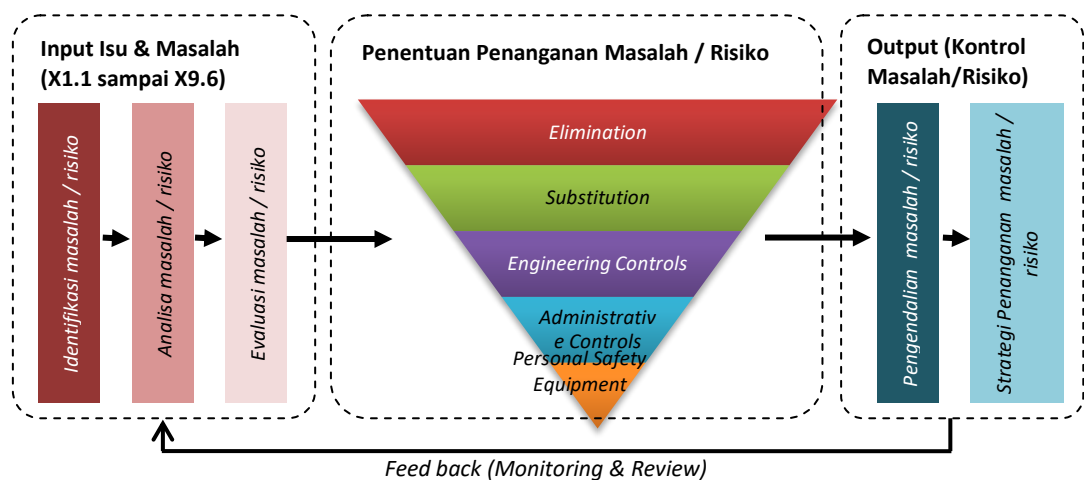 Input Isu & Masalah
(X1.1 sampai X9.6)
Identifikasi masalah / risiko
Analisa masalah / risiko
Evaluasi masalah / risiko
Penentuan Penanganan Masalah / Risiko
Elimination
Substitution
Engineering Controls
Administrativ
e Controls
Personal Safety
Equipment
Output (Kontrol
Masalah/Risiko)
Pengendalian masalah / risiko
Strategi Penanganan masalah /
risiko
Feed back (Monitoring & Review)